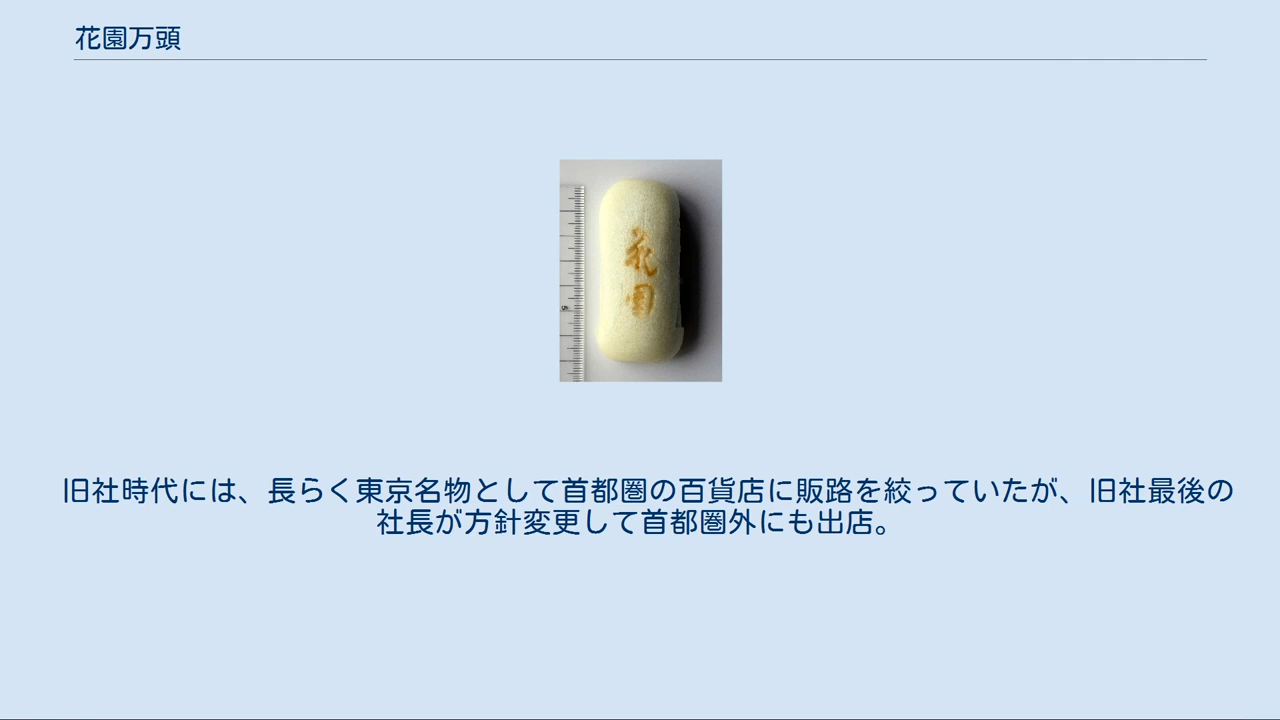 花園万頭
花園
5
旧社時代には、長らく東京名物として首都圏の百貨店に販路を絞っていたが、旧社最後の
社長が方針変更して首都圏外にも出店。